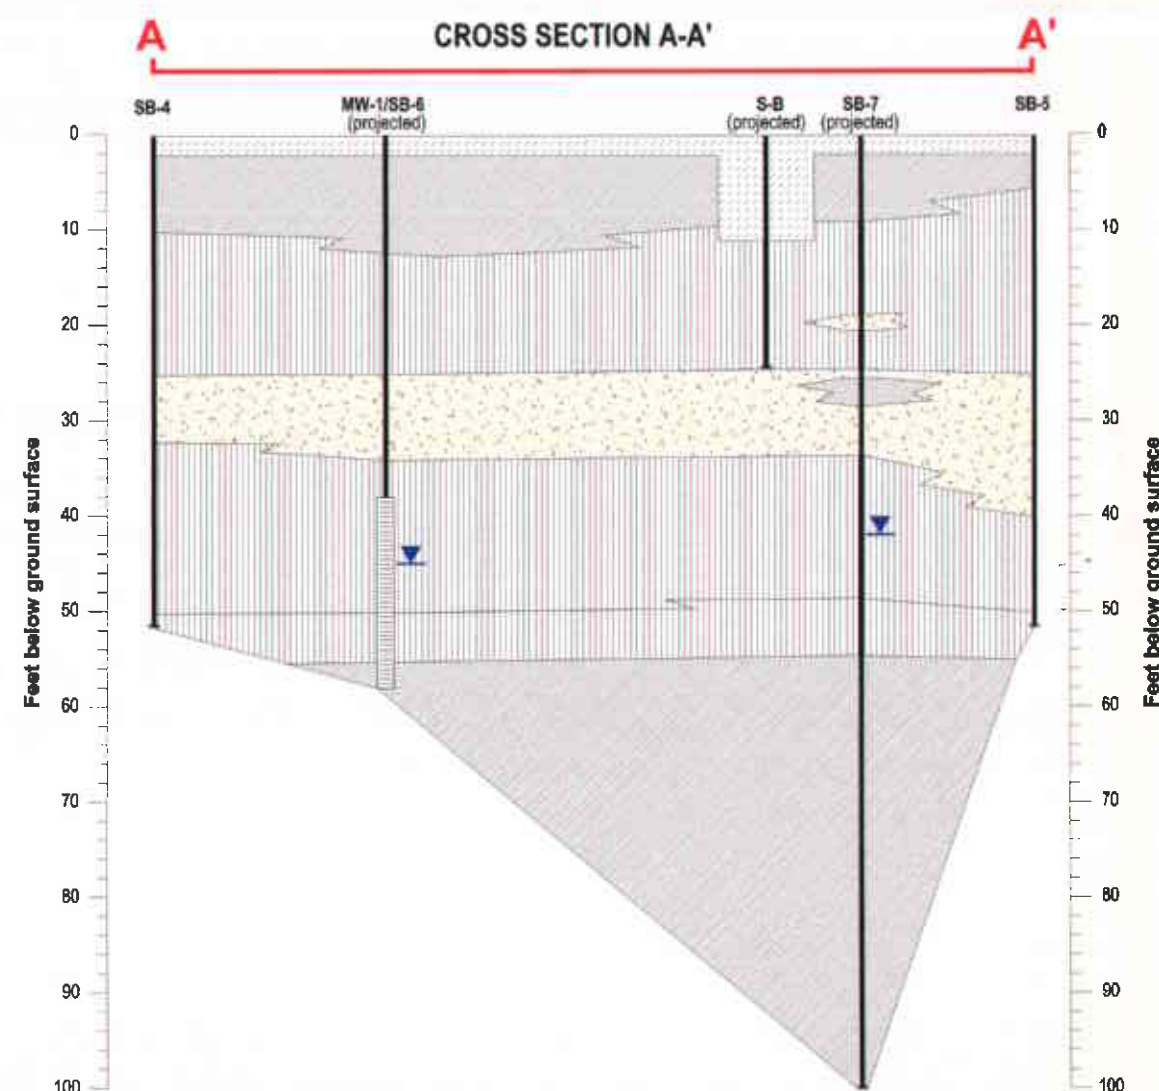 A
CROSS SECTION A-A'
A'
SB-4
MW-1/SB-6
(projected)
S-B
(projected)
SB-7
(projected)
SB-5
0
10
20
30
40
50
60
70
80
90
100
Feet below ground surface
0
10
20
30
40
50
60
70
80
90
100
Feet below ground surface